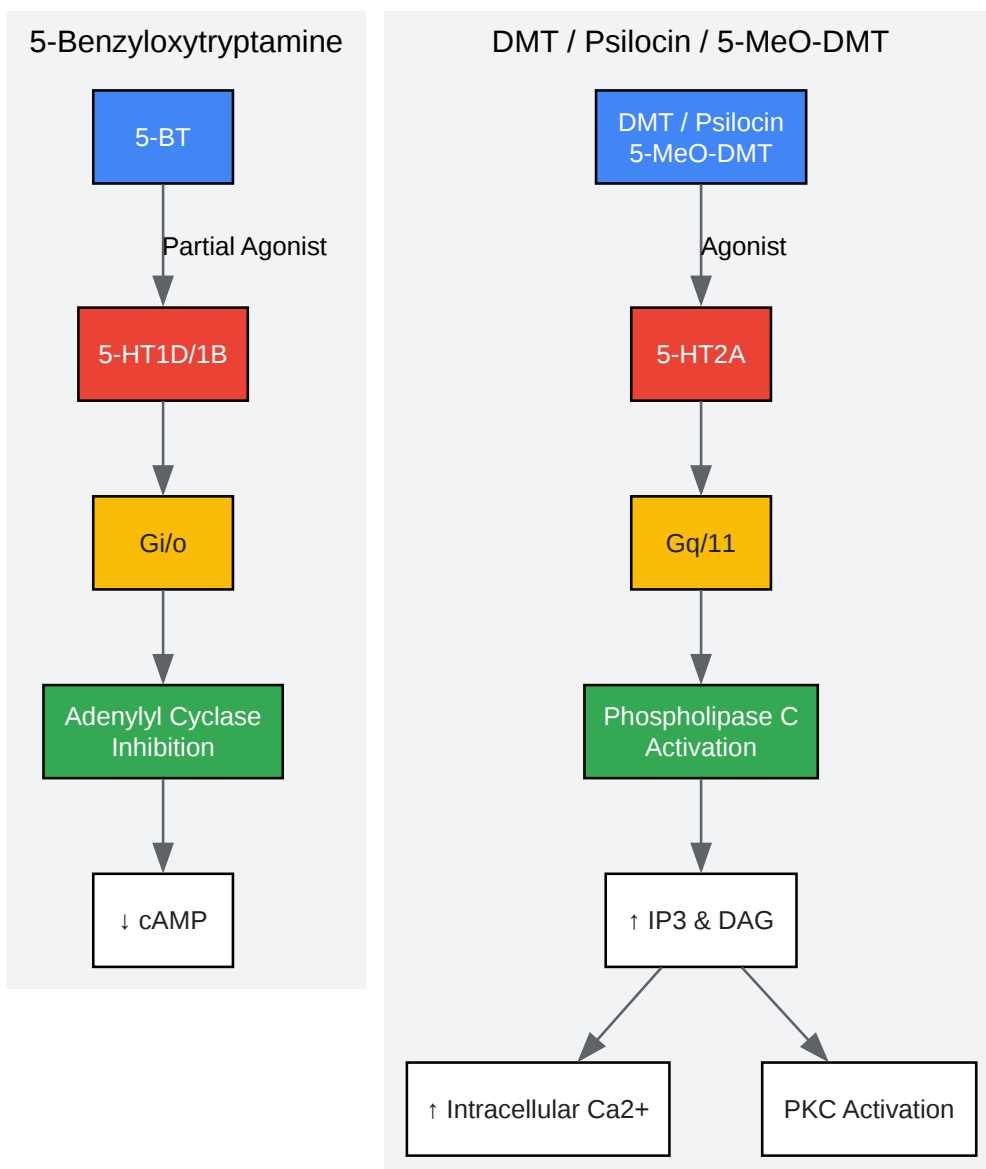 5-Benzyloxytryptamine
5-BT
Partial Agonist
5-HT1D/1B
Gi/o
Adenylyl Cyclase
Inhibition
↓ cAMP
DMT / Psilocin / 5-MeO-DMT
DMT / Psilocin
5-MeO-DMT
Agonist
5-HT2A
Gq/11
Phospholipase C
Activation
↑ IP3 & DAG
↑ Intracellular Ca2+
PKC Activation